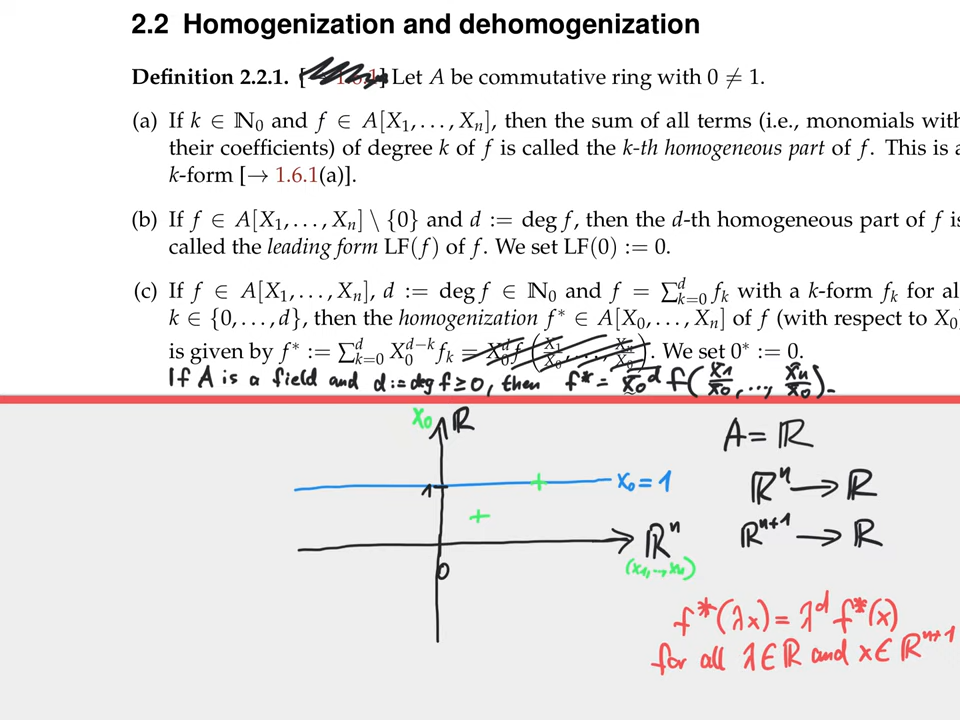 2.2 Homogenization and dehomogenization
Definition 2.2.1. [ 1.6.1] Let A be commutative ring with 0 ≠ 1.
(a) If k ∈ ℕ₀ and f ∈ A[X₁, . . . , Xₙ], then the sum of all terms (i.e., monomials with
their coefficients) of degree k of f is called the k-th homogeneous part of f. This is a
k-form [→ 1.6.1(a)].
(b) If f ∈ A[X₁, . . . , Xₙ] \ {0} and d := deg f, then the d-th homogeneous part of f is
called the leading form LF(f) of f. We set LF(0) := 0.
(c) If f ∈ A[X₁, . . . , Xₙ], d := deg f ∈ ℕ₀ and f = ∑ᵈₖ₌₀ fₖ with a k-form fₖ for al
k ∈ {0, . . . , d}, then the homogenization f* ∈ A[X₀, . . . , Xₙ] of f (with respect to X₀)
is given by f* := ∑ᵈₖ₌₀ X₀ᵈ⁻ᵏ fₖ = X₀ᵈ f (X₁/X₀, . . . , Xₙ/X₀). We set 0* := 0.
If A is a field and d := deg f ≥ 0, then f* = X₀ᵈ f(X₁/X₀, . . , Xₙ/X₀).
X₀ ℝ
A = ℝ
1 X₀ = 1
ℝⁿ → ℝ
ℝⁿ⁺¹ → ℝ
ℝⁿ
0 (X₁, .., Xₙ)
f*(λx) = λᵈ f*(x)
for all λ ∈ ℝ and x ∈ ℝⁿ⁺¹